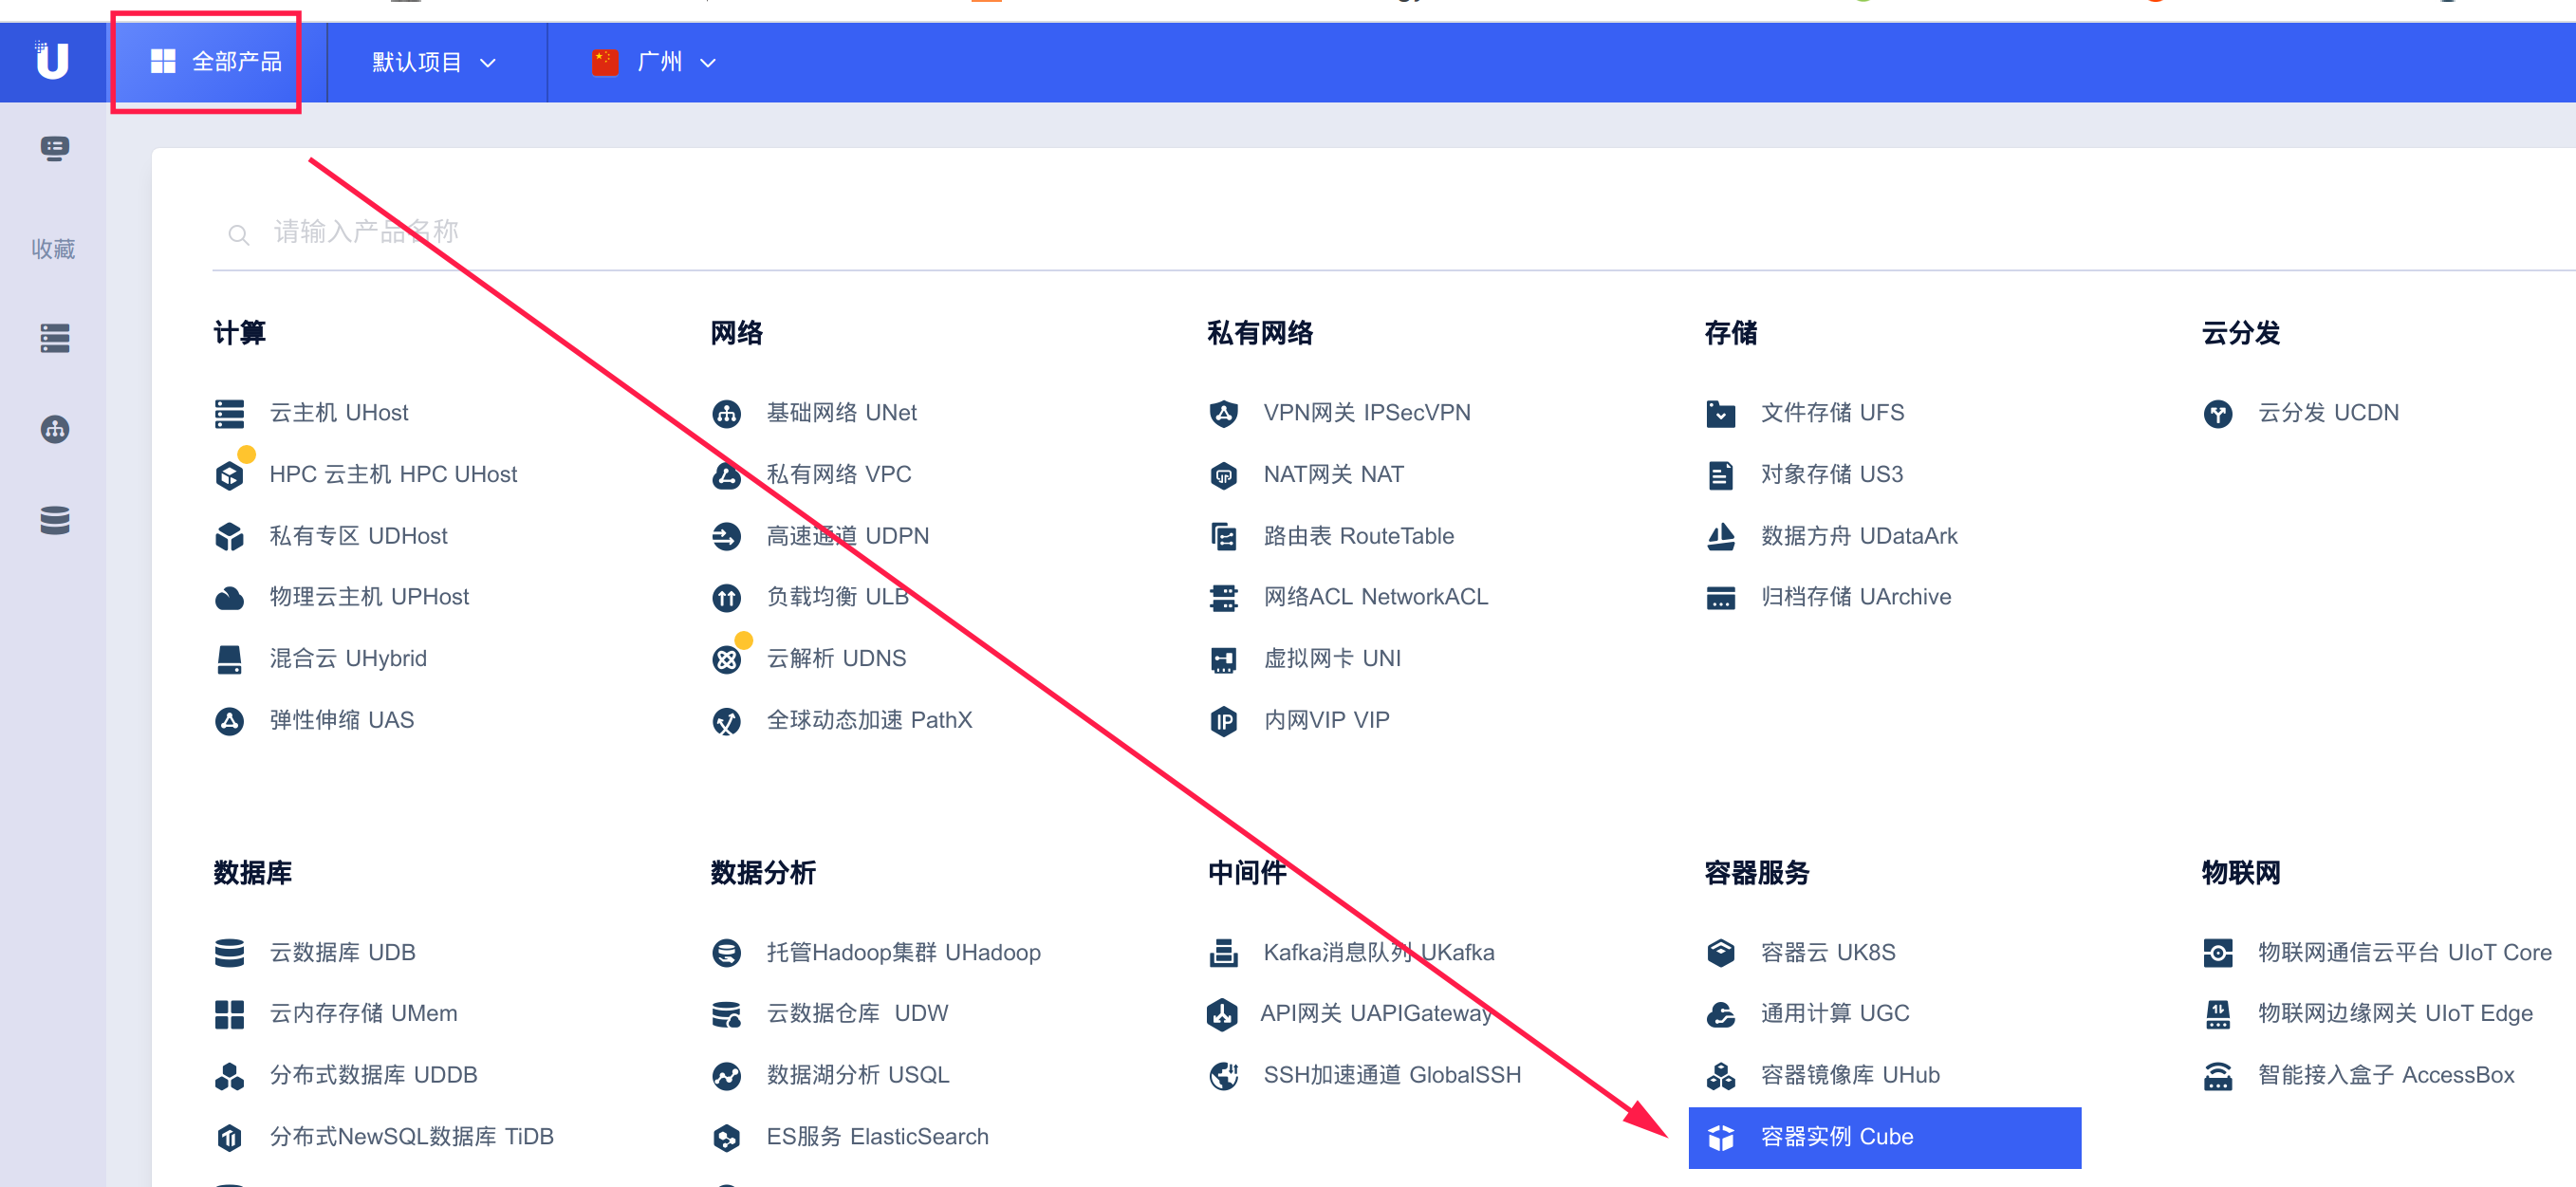 全部产品
默认项目
广州
收藏
请输入产品名称
计算
云主机 UHost
HPC 云主机 HPC UHost
私有专区 UDHost
物理云主机 UPHost
混合云 UHybrid
弹性伸缩 UAS
网络
基础网络 UNet
私有网络 VPC
高速通道 UDPN
负载均衡 ULB
云解析 UDNS
全球动态加速 PathX
私有网络
VPN网关 IPSecVPN
NAT网关 NAT
路由表 RouteTable
网络ACL NetworkACL
虚拟网卡 UNI
内网VIP VIP
存储
文件存储 UFS
对象存储 US3
数据方舟 UDataArk
归档存储 UArchive
云分发
云分发 UCDN
数据库
云数据库 UDB
云内存存储 UMem
分布式数据库 UDDB
分布式NewSQL数据库 TiDB
数据分析
托管Hadoop集群 UHadoop
云数据仓库 UDW
数据湖分析 USQL
ES服务 ElasticSearch
中间件
Kafka消息队列 UKafka
API网关 UAPIGateway
SSH加速通道 GlobalSSH
容器服务
容器云 UK8S
通用计算 UGC
容器镜像库 UHub
容器实例 Cube
物联网
物联网通信云平台 UIoT Core
物联网边缘网关 UIoT Edge
智能接入盒子 AccessBox